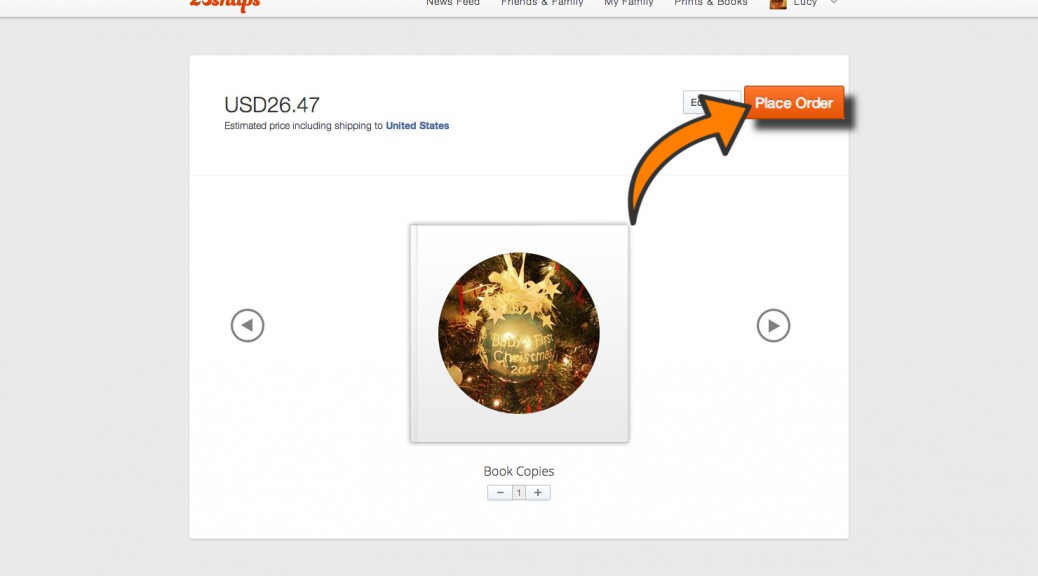 23snaps
News Feed Friends & Family My Family Prints & Books Lucy
USD26.47
Estimated price including shipping to United States
Place Order
Baby's First
Christmas
2012
Book Copies
− 1 +